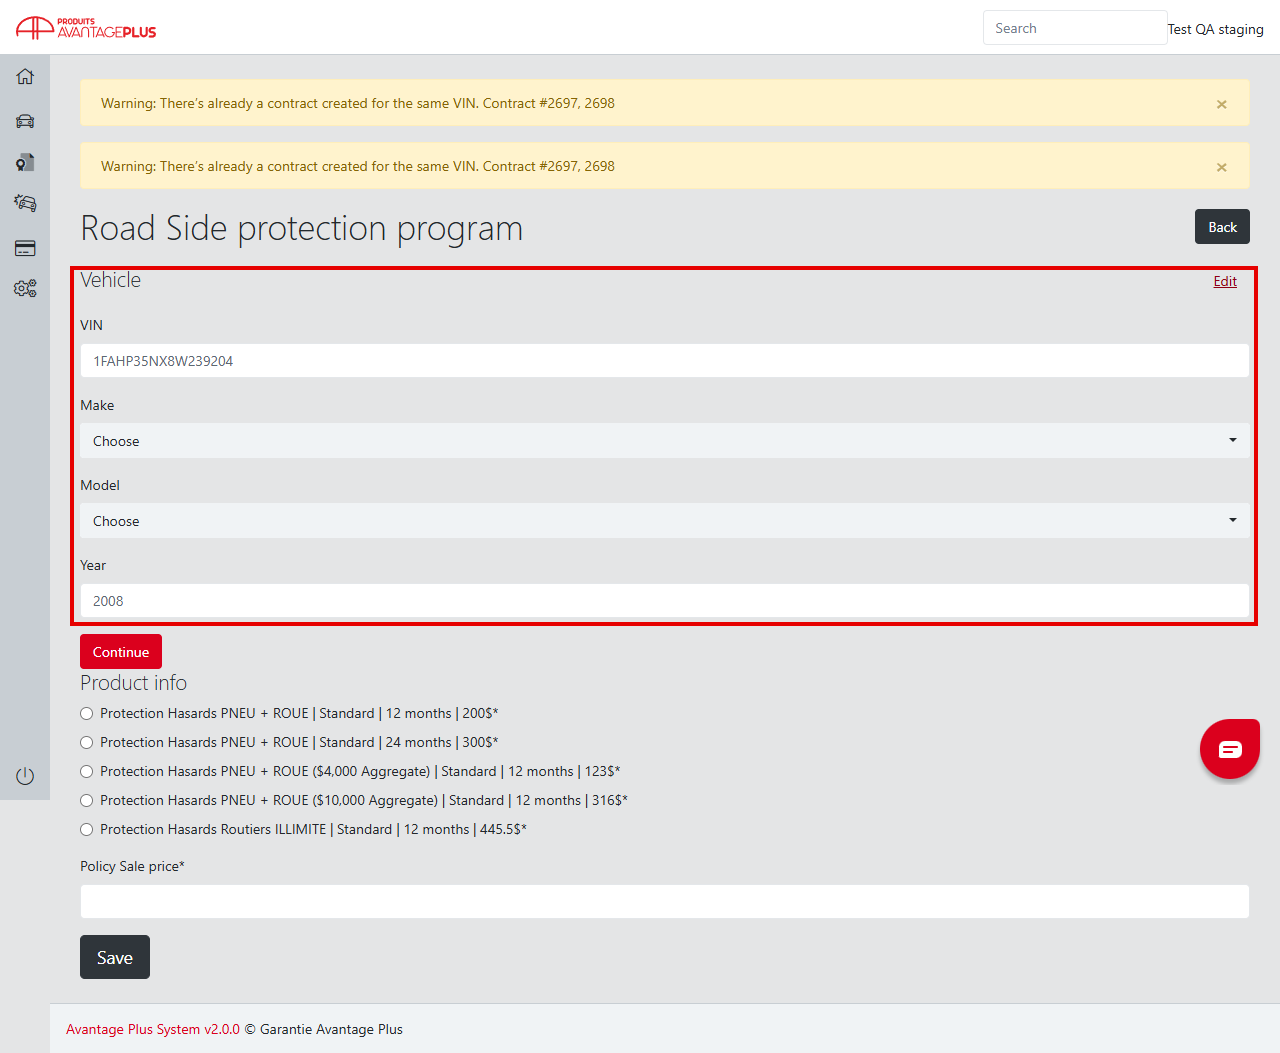 PRODUITS
AVANTAGEPLUS
Search
Test QA staging
Warning: There's already a contract created for the same VIN. Contract #2697, 2698
×
Warning: There's already a contract created for the same VIN. Contract #2697, 2698
×
Road Side protection program
Back
Vehicle
Edit
VIN
1FAHP35NX8W239204
Make
Choose
Model
Choose
Year
2008
Continue
Product info
Protection Hasards PNEU + ROUE | Standard | 12 months | 200$*
Protection Hasards PNEU + ROUE | Standard | 24 months | 300$*
Protection Hasards PNEU + ROUE ($4,000 Aggregate) | Standard | 12 months | 123$*
Protection Hasards PNEU + ROUE ($10,000 Aggregate) | Standard | 12 months | 316$*
Protection Hasards Routiers ILLIMITE | Standard | 12 months | 445.5$*
Policy Sale price*
Save
Avantage Plus System v2.0.0 © Garantie Avantage Plus